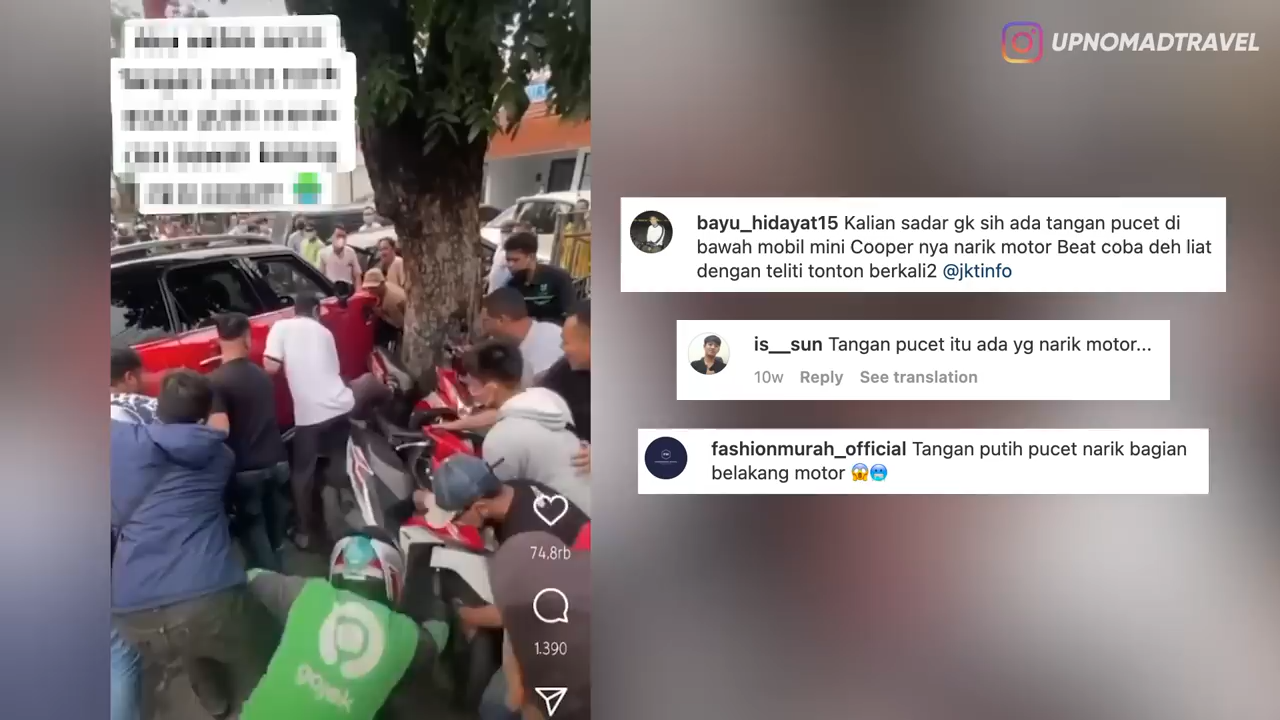 UPNOMADTRAVEL
bayu_hidayat15 Kalian sadar gk sih ada tangan pucet di
bawah mobil mini Cooper nya narik motor Beat coba deh liat
dengan teliti tonton berkali2 @jktinfo
is__sun Tangan pucet itu ada yg narik motor...
10w Reply See translation
fashionmurah_official Tangan putih pucet narik bagian
belakang motor 😱🥶
74,8rb
1.390
gojek